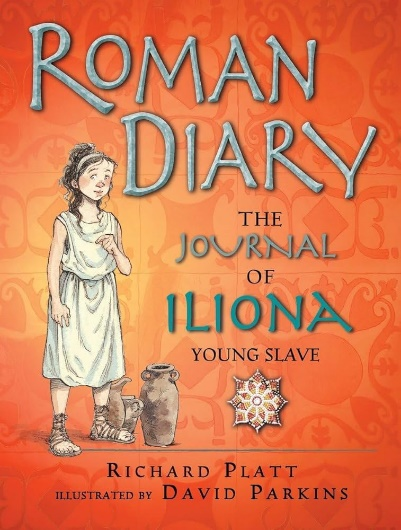 ROMAN
DIARY
THE
JOURNAL
OF
ILIONA
YOUNG SLAVE
RICHARD PLATT
ILLUSTRATED BY DAVID PARKINS